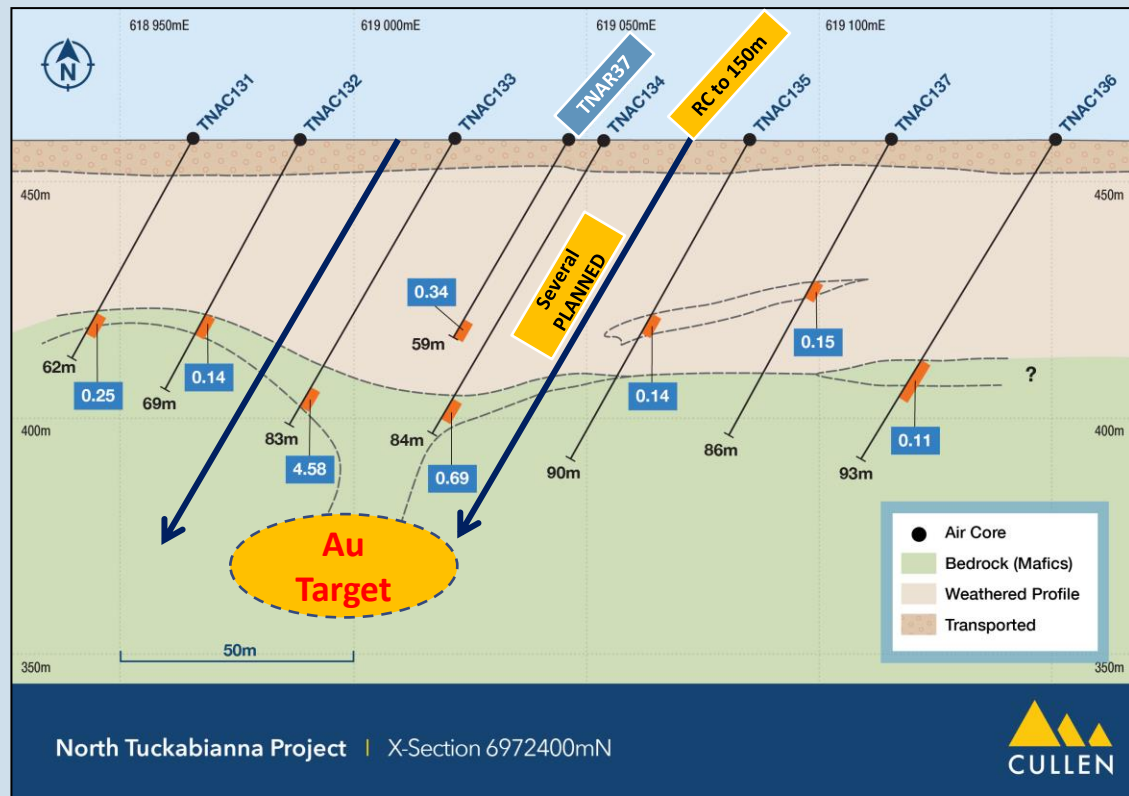 618 950mE
619 000mE
619 050mE
619 100mE
N
TNAC131
TNAC132
TNAC133
TNAR37
TNAC134
RC to 150m
TNAC135
TNAC137
TNAC136
450m
450m
Several
PLANNED
0.34
59m
0.15
62m
0.25
0.14
69m
83m
4.58
84m
0.69
0.14
90m
86m
0.11
93m
?
400m
400m
Au
Target
Air Core
Bedrock (Mafics)
Weathered Profile
Transported
50m
350m
350m
North Tuckabianna Project | X-Section 6972400mN
CULLEN